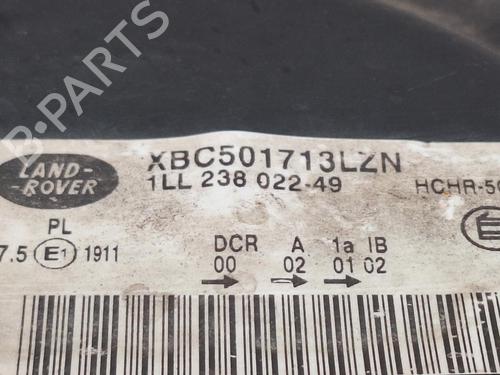 B-PARTS
LAND-
ROVER
XBC501713LZN
1LL 238 022-49
HCHR-50
PL
7.5 E1 1911
DCR A 1a IB
00 02 01 02
E